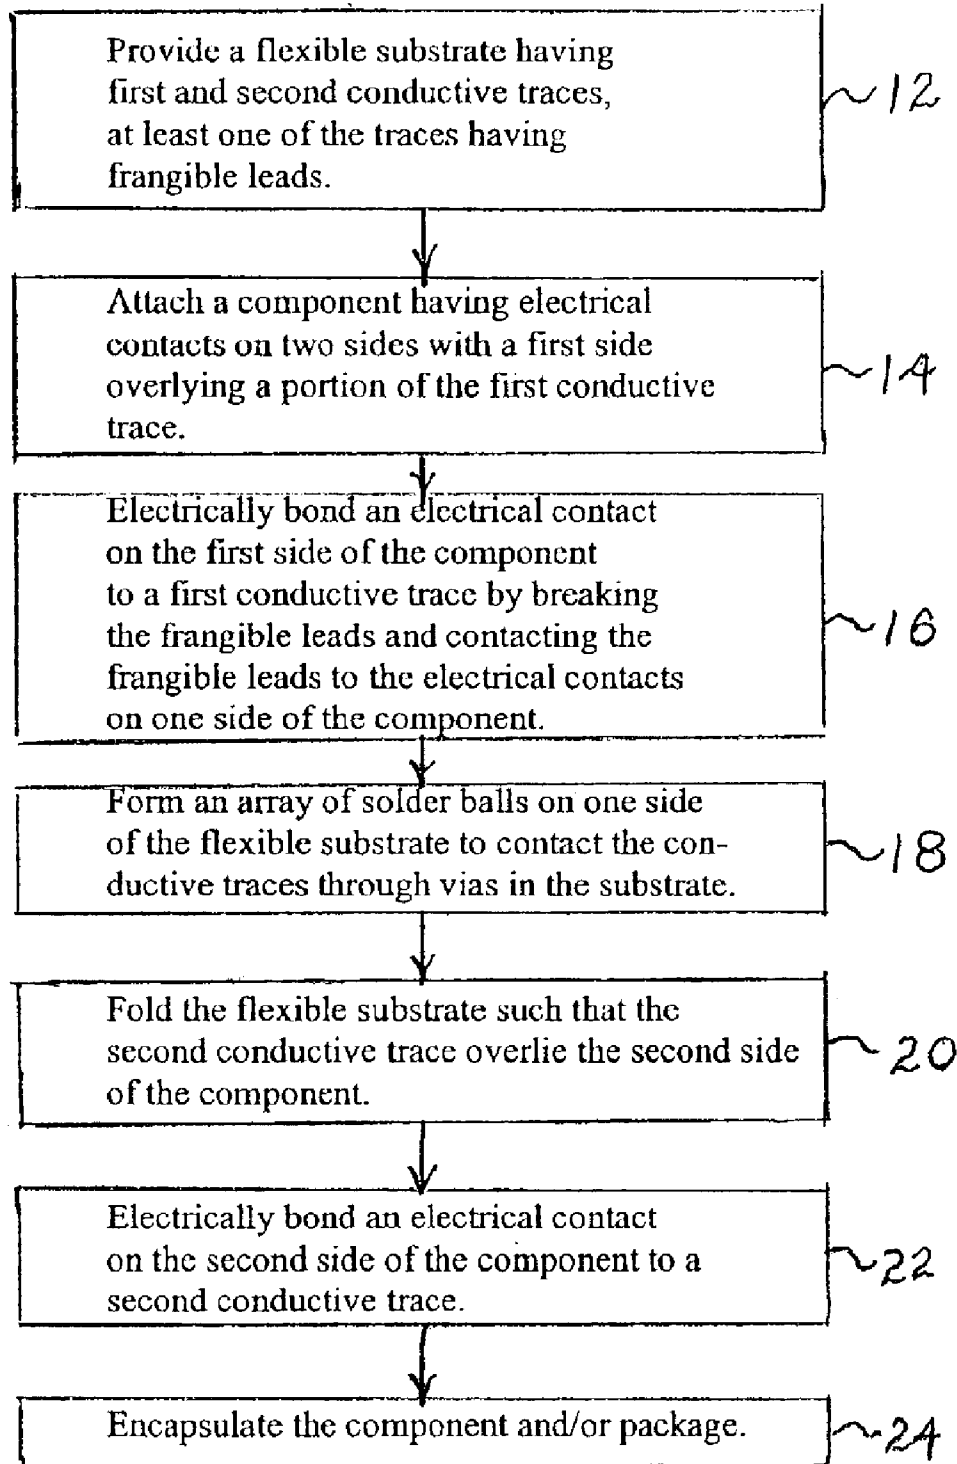 Provide a flexible substrate having
first and second conductive traces,
at least one of the traces having
frangible leads.
12
Attach a component having electrical
contacts on two sides with a first side
overlying a portion of the first conductive
trace.
14
Electrically bond an electrical contact
on the first side of the component
to a first conductive trace by breaking
the frangible leads and contacting the
frangible leads to the electrical contacts
on one side of the component.
16
Form an array of solder balls on one side
of the flexible substrate to contact the con-
ductive traces through vias in the substrate.
18
Fold the flexible substrate such that the
second conductive trace overlie the second side
of the component.
20
Electrically bond an electrical contact
on the second side of the component to a
second conductive trace.
22
Encapsulate the component and/or package.
24